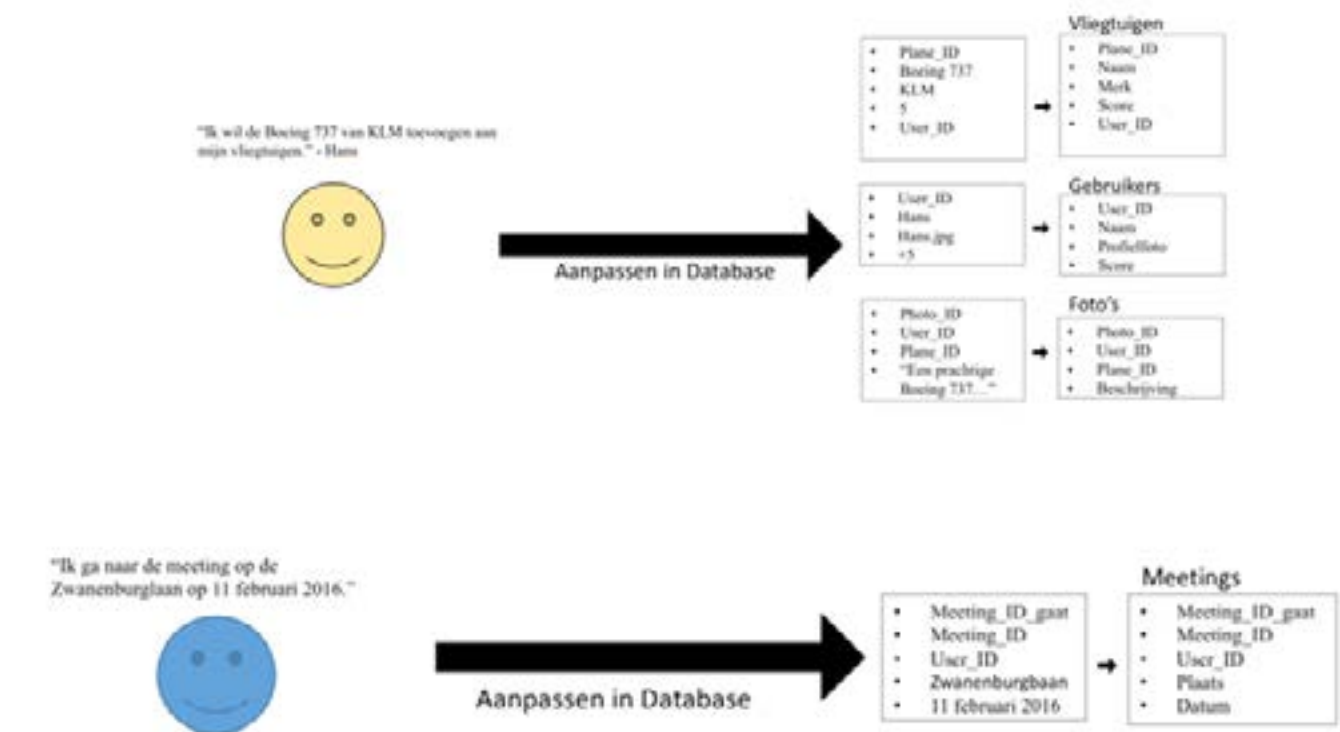 "Ik wil de Boeing 737 van KLM toevoegen aan
mijn vliegtuigen." - Hans
Aanpassen in Database
• Plane_ID
• Boeing 737
• KLM
• 5
• User_ID
Vliegtuigen
• Plane_ID
• Naam
• Merk
• Score
• User_ID
• User_ID
• Hans
• Hans.jpg
• +5
Gebruikers
• User_ID
• Naam
• Profielfoto
• Score
• Photo_ID
• User_ID
• Plane_ID
• "Een prachtige
Boeing 737…"
Foto's
• Photo_ID
• User_ID
• Plane_ID
• Beschrijving
"Ik ga naar de meeting op de
Zwanenburglaan op 11 februari 2016."
Aanpassen in Database
• Meeting_ID_gaat
• Meeting_ID
• User_ID
• Zwanenburgbaan
• 11 februari 2016
Meetings
• Meeting_ID_gaat
• Meeting_ID
• User_ID
• Plaats
• Datum